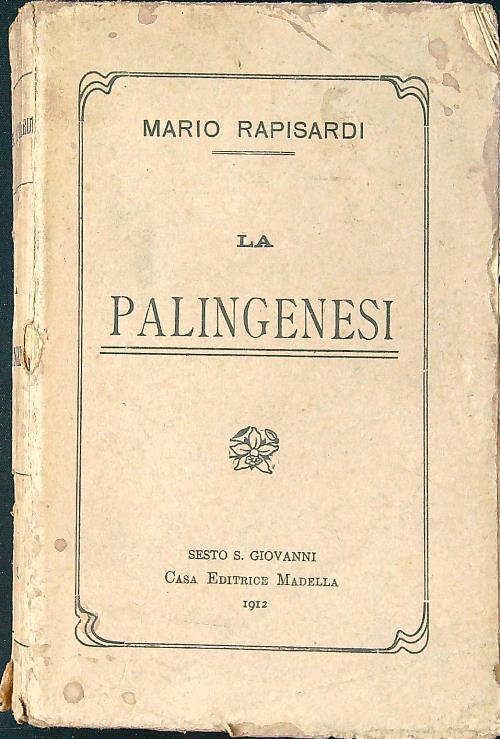 MARIO RAPISARDI
LA
PALINGENESI
SESTO S. GIOVANNI
CASA EDITRICE MADELLA
1912